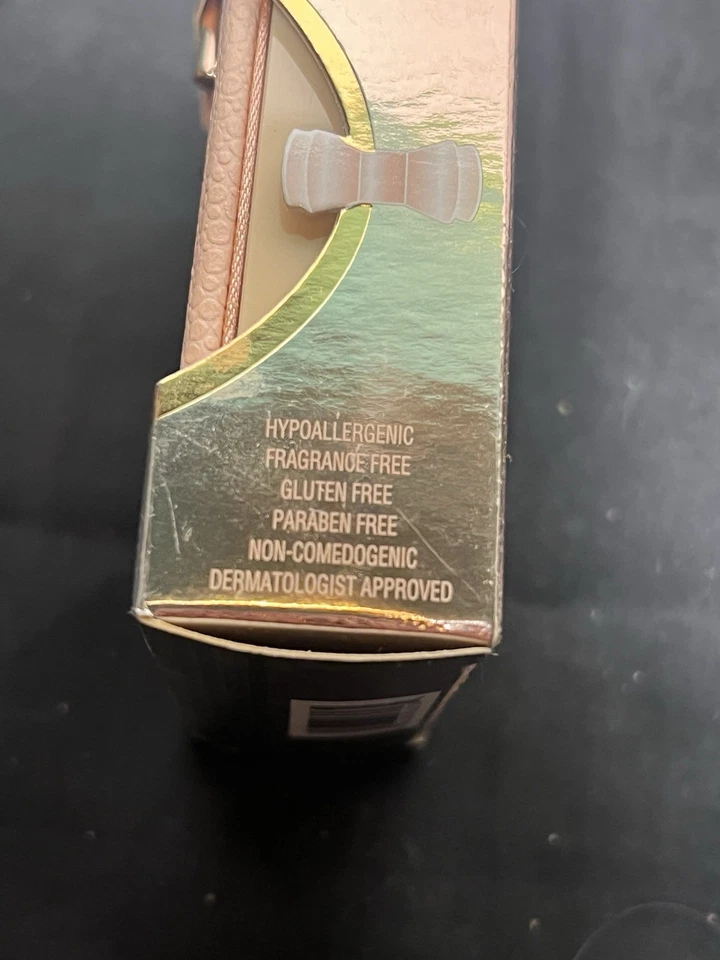 HYPOALLERGENIC
FRAGRANCE FREE
GLUTEN FREE
PARABEN FREE
NON-COMEDOGENIC
DERMATOLOGIST APPROVED